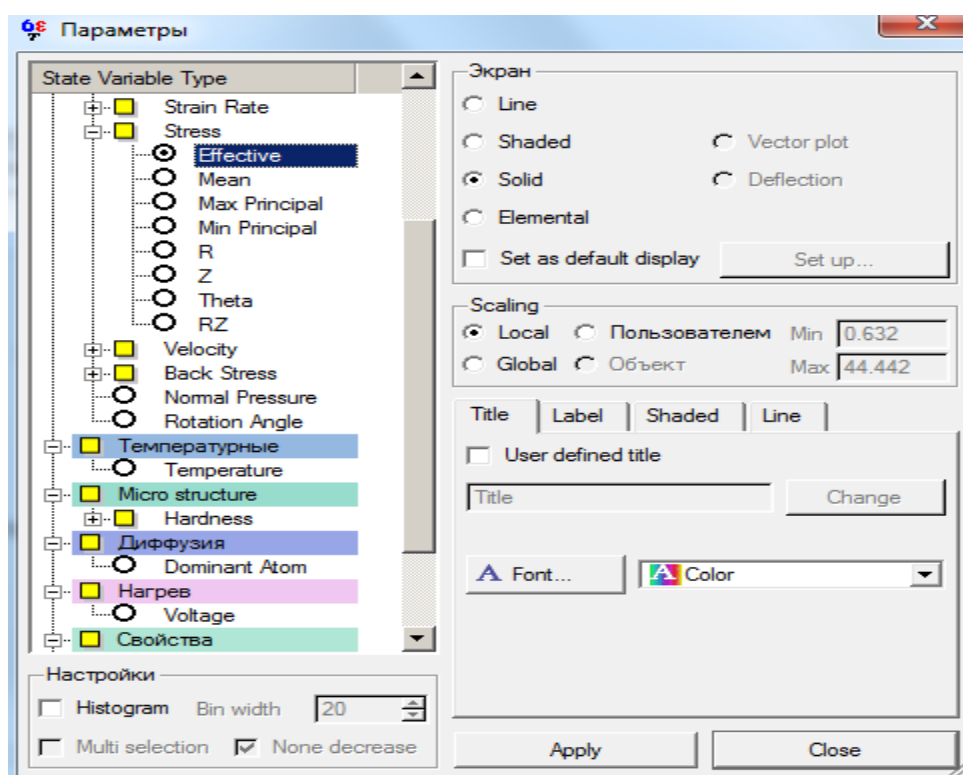 Параметры
State Variable Type
Strain Rate
Stress
Effective
Mean
Max Principal
Min Principal
R
Z
Theta
RZ
Velocity
Back Stress
Normal Pressure
Rotation Angle
Температурные
Temperature
Micro structure
Hardness
Диффузия
Dominant Atom
Нагрев
Voltage
Свойства
Настройки
Histogram Bin width 20
Multi selection None decrease
Экран
Line
Shaded Vector plot
Solid Deflection
Elemental
Set as default display Set up...
Scaling
Local Пользователем Min 0.632
Global Объект Max 44.442
Title Label Shaded Line
User defined title
Title Change
A Font... A Color
Apply Close